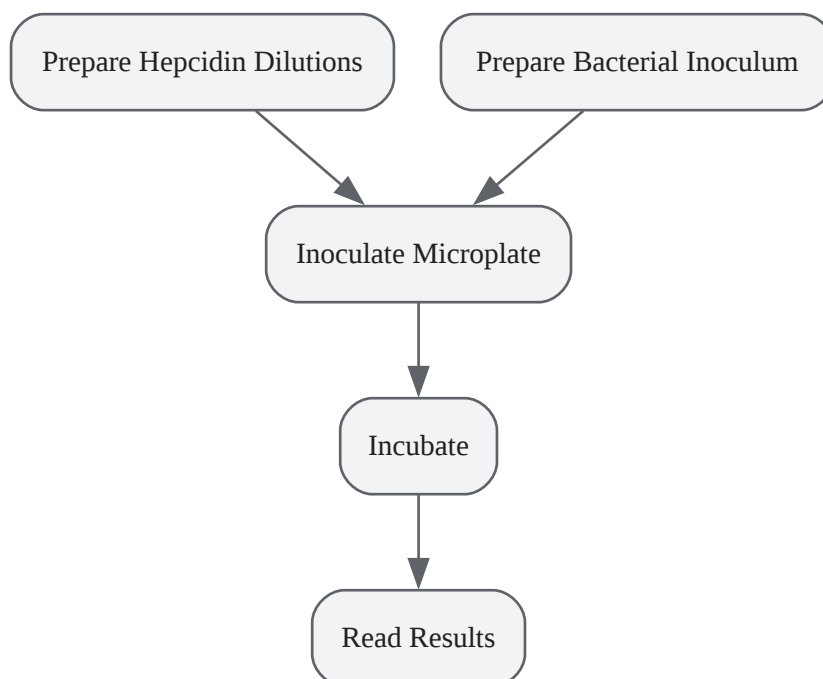 Prepare Hepcidin Dilutions
Prepare Bacterial Inoculum
Inoculate Microplate
Incubate
Read Results